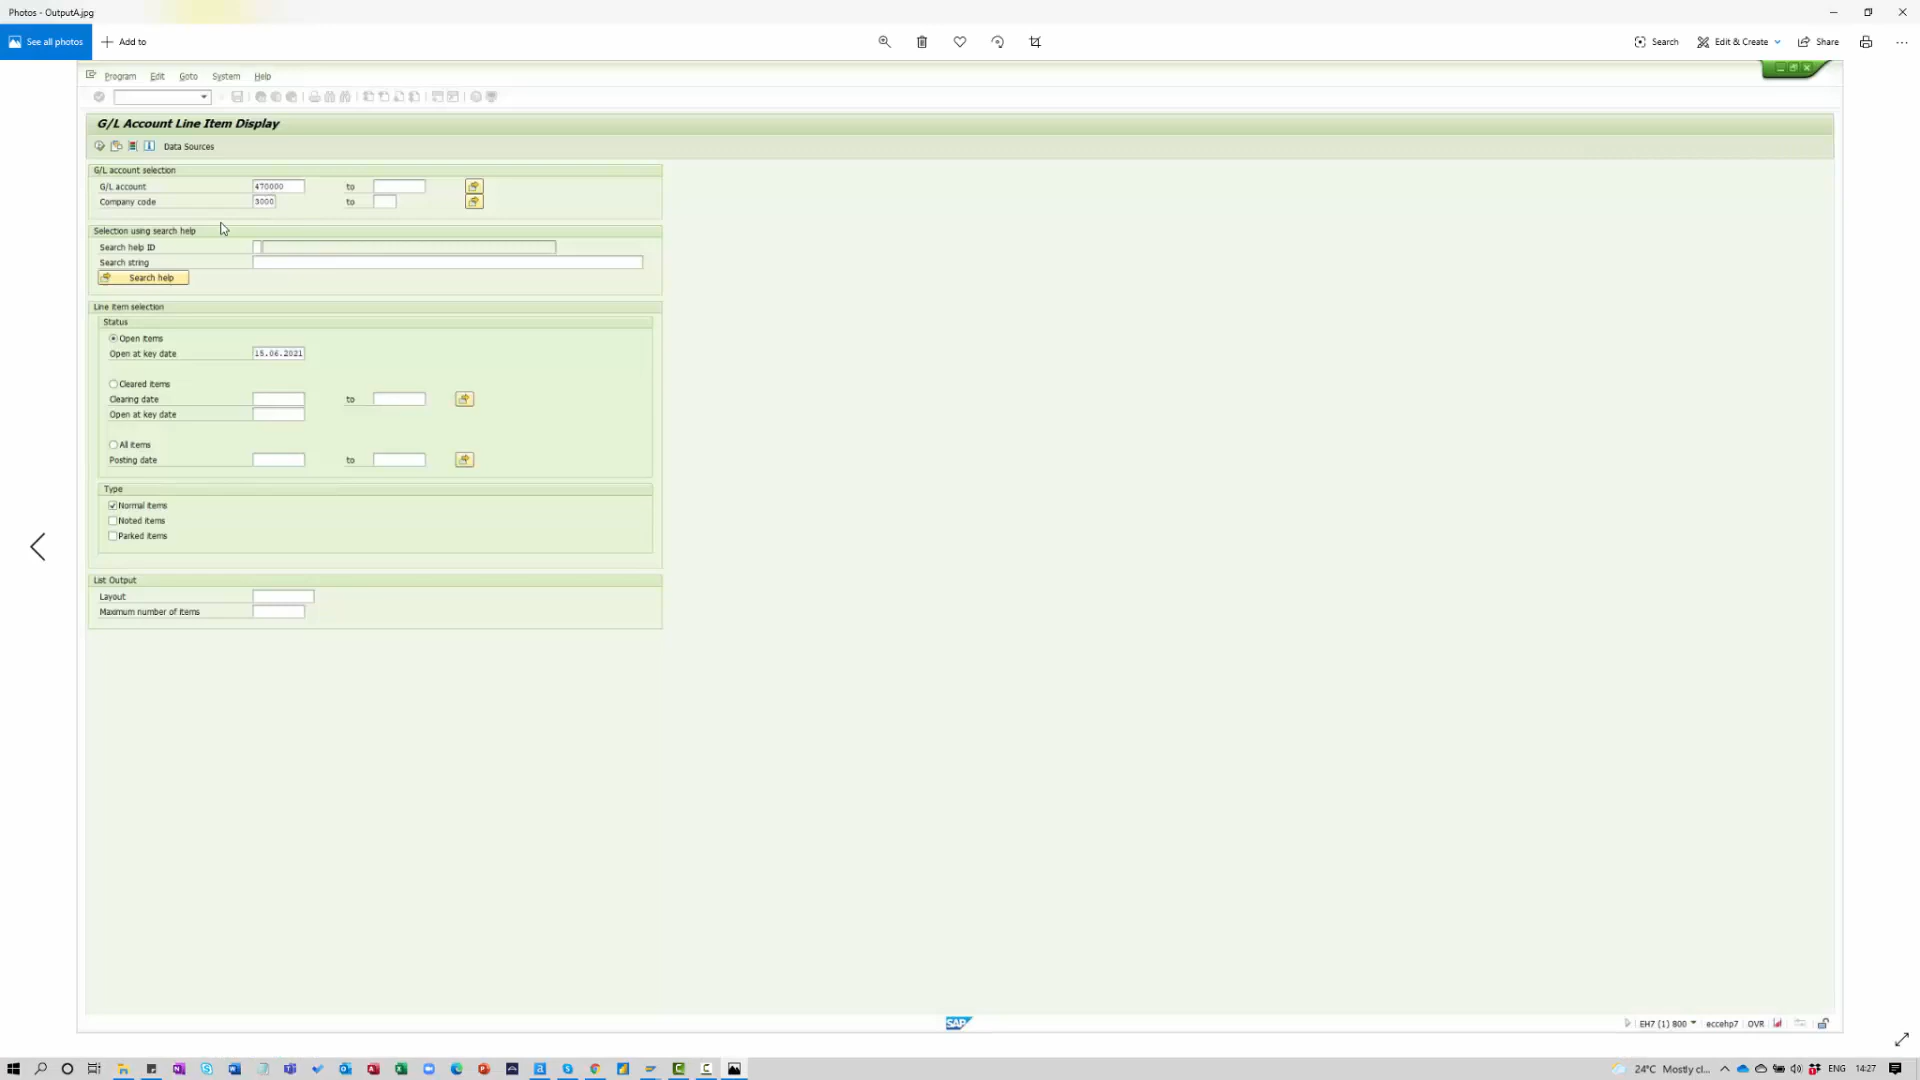 Photos - OutputA.jpg
See all photos
Add to
Search
Edit & Create
Share
Program Edit Goto System Help
G/L Account Line Item Display
Data Sources
G/L account selection
G/L account 470000 to
Company code 3000 to
Selection using search help
Search help ID
Search string
Search help
Line item selection
Status
Open items
Open at key date 15.06.2021
Cleared items
Clearing date to
Open at key date
All items
Posting date to
Type
Normal items
Noted items
Parked items
List Output
Layout
Maximum number of items
SAP
EH7 (1) 800 eccehp7 OVR
24°C Mostly cl... ENG 14:27